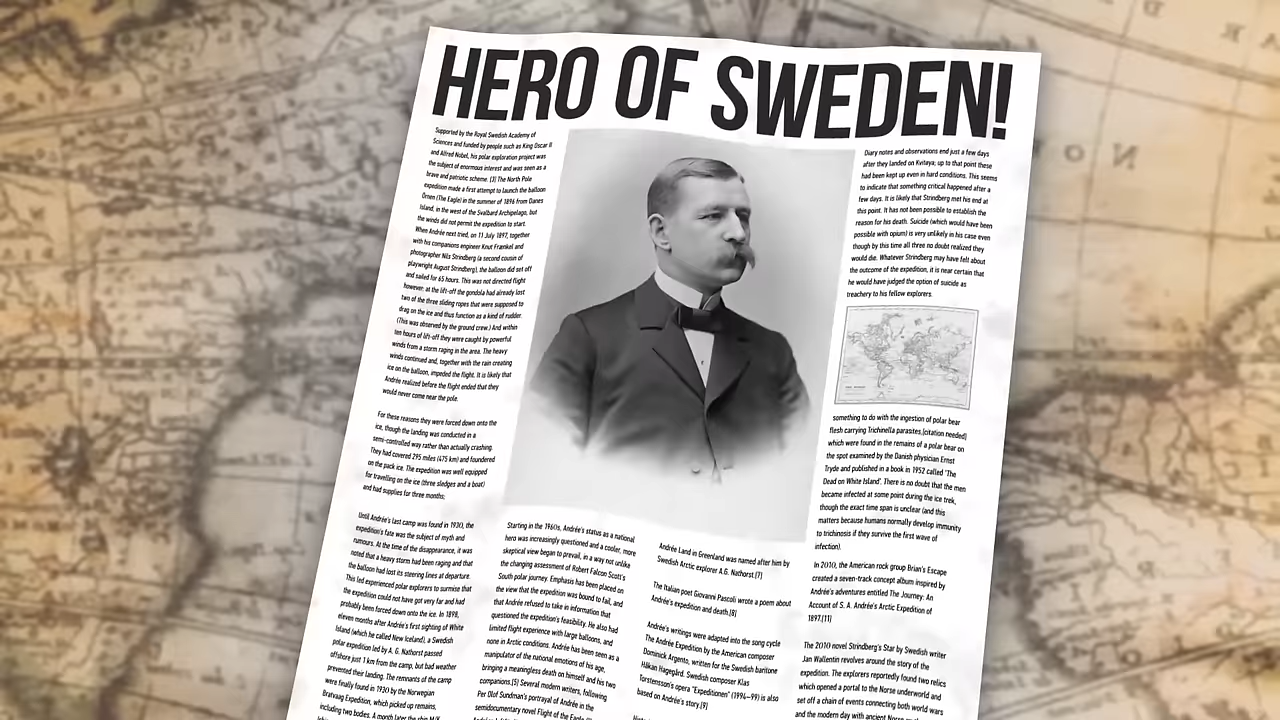 HERO OF SWEDEN!
Supported by the Royal Swedish Academy of
Sciences and funded by people such as King Oscar II
and Alfred Nobel, his polar exploration project was
the subject of enormous interest and was seen as a
brave and patriotic scheme. [3] The North Pole
expedition made a first attempt to launch the balloon
Örnen (The Eagle) in the summer of 1896 from Danes
Island, in the west of the Svalbard Archipelago, but
the winds did not permit the expedition to start.
When Andrée next tried, on 11 July 1897, together
with his companions engineer Knut Frænkel and
photographer Nils Strindberg (a second cousin of
playwright August Strindberg), the balloon did set off
and sailed for 65 hours. This was not directed flight
however; at the lift-off the gondola had already lost
two of the three sliding ropes that were supposed to
drag on the ice and thus function as a kind of rudder.
(This was observed by the ground crew.) And within
ten hours of lift-off they were caught by powerful
winds from a storm raging in the area. The heavy
winds continued and, together with the rain creating
ice on the balloon, impeded the flight. It is likely that
Andrée realized before the flight ended that they
would never come near the pole.
For these reasons they were forced down onto the
ice, though the landing was conducted in a
semi-controlled way rather than actually crashing.
They had covered 295 miles (475 km) and foundered
on the pack ice. The expedition was well equipped
for travelling on the ice (three sledges and a boat)
and had supplies for three months;
Until Andrée's last camp was found in 1930, the
expedition's fate was the subject of myth and
rumours. At the time of the disappearance, it was
noted that a heavy storm had been raging and that
the balloon had lost its steering lines at departure.
This led experienced polar explorers to surmise that
the expedition could not have got very far and had
probably been forced down onto the ice. In 1898,
eleven months after Andrée's first sighting of White
Island (which he called New Iceland), a Swedish
polar expedition led by A. G. Nathorst passed
offshore just 1 km from the camp, but bad weather
prevented their landing. The remnants of the camp
were finally found in 1930 by the Norwegian
Bratvaag Expedition, which picked up remains,
including two bodies. A month later the ship M/K
Starting in the 1960s, Andrée's status as a national
hero was increasingly questioned and a cooler, more
skeptical view began to prevail, in a way not unlike
the changing assessment of Robert Falcon Scott's
South polar journey. Emphasis has been placed on
the view that the expedition was bound to fail, and
that Andrée refused to take in information that
questioned the expedition's feasibility. He also had
limited flight experience with large balloons, and
none in Arctic conditions. Andrée has been seen as a
manipulator of the national emotions of his age,
bringing a meaningless death on himself and his two
companions.[5] Several modern writers, following
Per Olof Sundman's portrayal of Andrée in the
semidocumentary novel Flight of the Eagle
Andrée Land in Greenland was named after him by
Swedish Arctic explorer A.G. Nathorst.[7]
The Italian poet Giovanni Pascoli wrote a poem about
Andrée's expedition and death.[8]
Andrée's writings were adapted into the song cycle
The Andrée Expedition by the American composer
Dominick Argento, written for the Swedish baritone
Håkan Hagegård. Swedish composer Klas
Torstensson's opera "Expeditionen" (1994–99) is also
based on Andrée's story.[9]
Diary notes and observations end just a few days
after they landed on Kvitøya; up to that point these
had been kept up even in hard conditions. This seems
to indicate that something critical happened after a
few days. It is likely that Strindberg met his end at
this point. It has not been possible to establish the
reason for his death. Suicide (which would have been
possible with opium) is very unlikely in his case even
though by this time all three no doubt realized they
would die. Whatever Strindberg may have felt about
the outcome of the expedition, it is near certain that
he would have judged the option of suicide as
treachery to his fellow explorers.
something to do with the ingestion of polar bear
flesh carrying Trichinella parasites,[citation needed]
which were found in the remains of a polar bear on
the spot examined by the Danish physician Ernst
Tryde and published in a book in 1952 called 'The
Dead on White Island'. There is no doubt that the men
became infected at some point during the ice trek,
though the exact time span is unclear (and this
matters because humans normally develop immunity
to trichinosis if they survive the first wave of
infection).
In 2010, the American rock group Brian's Escape
created a seven-track concept album inspired by
Andrée's adventures entitled The Journey: An
Account of S. A. Andrée's Arctic Expedition of
1897.[11]
The 2010 novel Strindberg's Star by Swedish writer
Jan Wallentin revolves around the story of the
expedition. The explorers reportedly found two relics
which opened a portal to the Norse underworld and
set off a chain of events connecting both world wars
and the modern day with ancient Norse